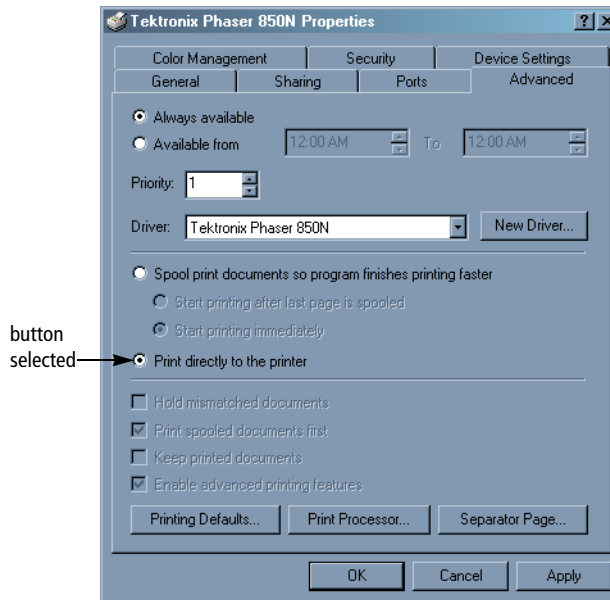 Tektronix Phaser 850N Properties ? ×
Color Management Security Device Settings
General Sharing Ports Advanced
Always available
Available from 12:00 AM To 12:00 AM
Priority: 1
Driver: Tektronix Phaser 850N New Driver...
Spool print documents so program finishes printing faster
Start printing after last page is spooled
Start printing immediately
button
selected
Print directly to the printer
Hold mismatched documents
Print spooled documents first
Keep printed documents
Enable advanced printing features
Printing Defaults... Print Processor... Separator Page...
OK Cancel Apply